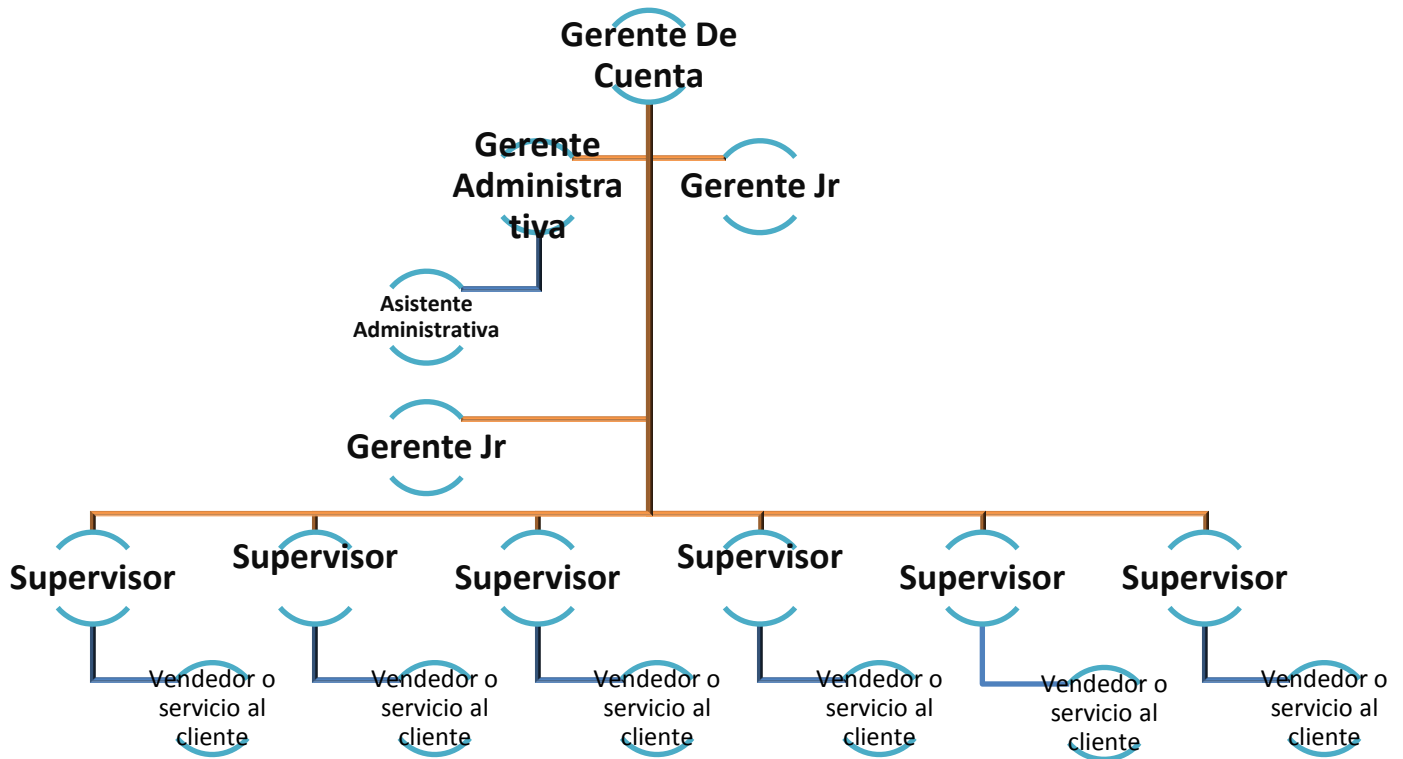 Gerente De
Cuenta
Gerente
Administra
tiva
Gerente Jr
Asistente
Administrativa
Gerente Jr
Supervisor
Supervisor
Supervisor
Supervisor
Supervisor
Supervisor
Vendedor o
servicio al
cliente
Vendedor o
servicio al
cliente
Vendedor o
servicio al
cliente
Vendedor o
servicio al
cliente
Vendedor o
servicio al
cliente
Vendedor o
servicio al
cliente